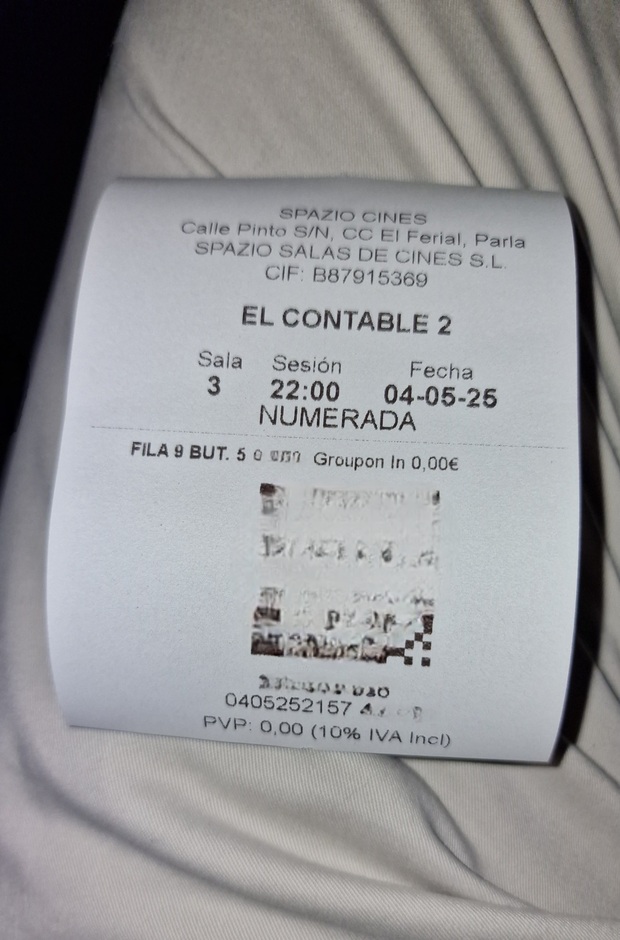 SPAZIO CINES
Calle Pinto S/N, CC El Ferial, Parla
SPAZIO SALAS DE CINES S.L.
CIF: B87915369
EL CONTABLE 2
Sala Sesión Fecha
3 22:00 04-05-25
NUMERADA
FILA 9 BUT. 5 Groupon In 0,00€
0405252157
PVP: 0,00 (10% IVA Incl)